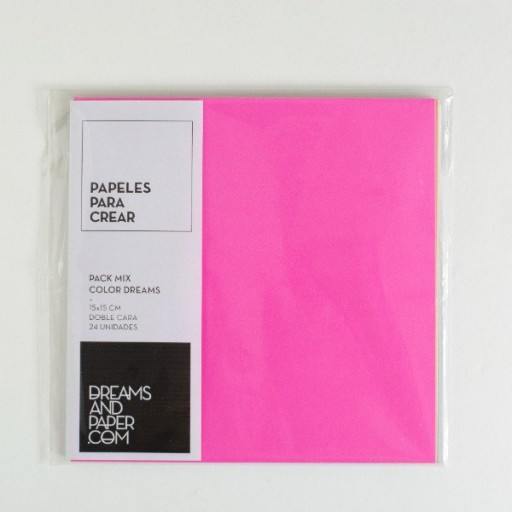 PAPELES
PARA
CREAR
PACK MIX
COLOR DREAMS
-
15x15 CM
DOBLE CARA
24 UNIDADES
DREAMS
AND
PAPER
.COM